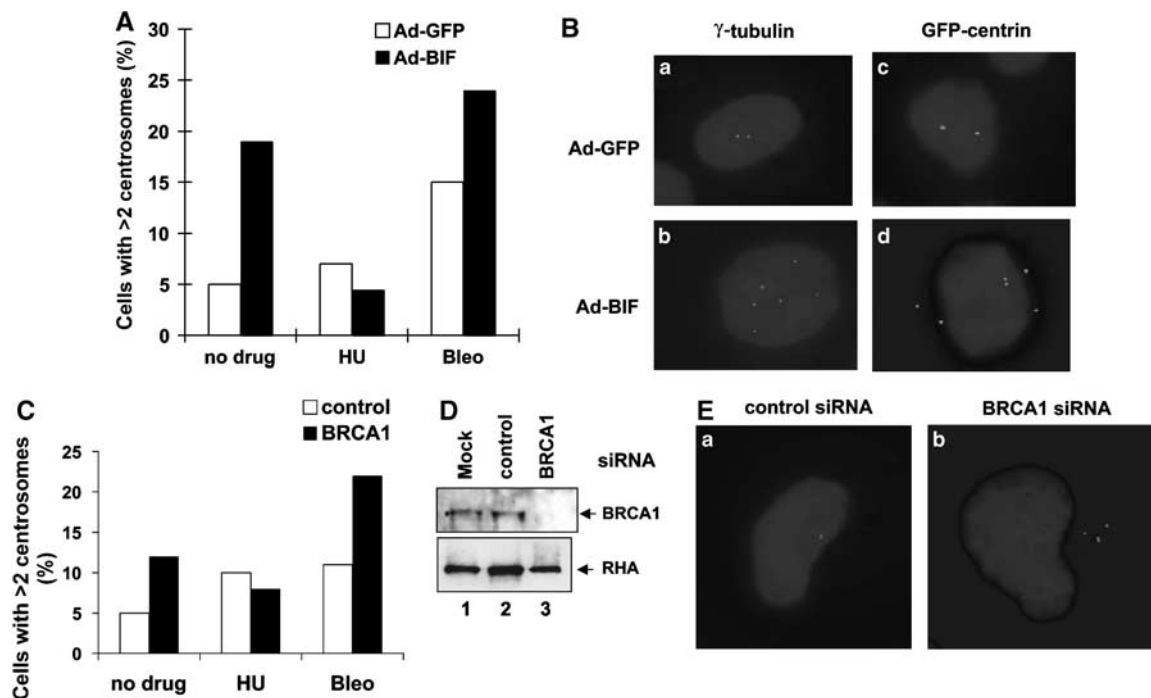 A
Cells with >2 centrosomes (%)
30
25
20
15
10
5
0
Ad-GFP
Ad-BIF
no drug HU Bleo
B
γ-tubulin GFP-centrin
Ad-GFP
a c
Ad-BIF
b d
C
Cells with >2 centrosomes
(%)
25
20
15
10
5
0
control
BRCA1
no drug HU Bleo
D
Mock
control
BRCA1
siRNA
BRCA1
RHA
1 2 3
E
control siRNA BRCA1 siRNA
a b